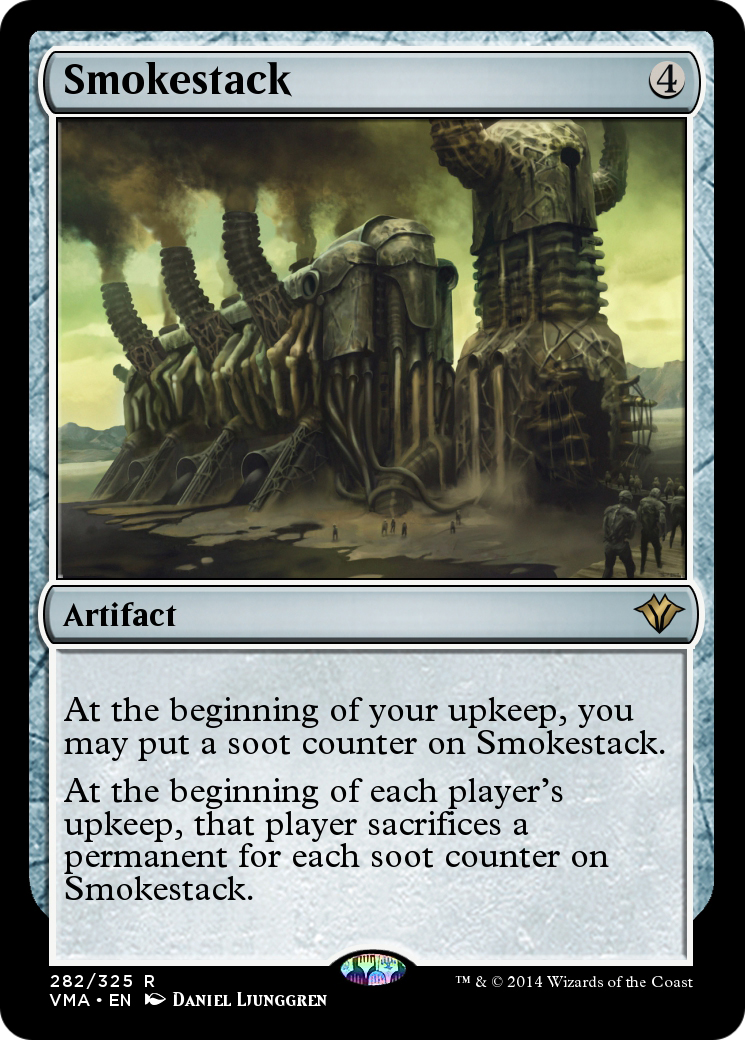 Smokestack 4
Artifact
At the beginning of your upkeep, you
may put a soot counter on Smokestack.
At the beginning of each player's
upkeep, that player sacrifices a
permanent for each soot counter on
Smokestack.
282/325 R
VMA • EN Daniel Ljunggren
™ & © 2014 Wizards of the Coast